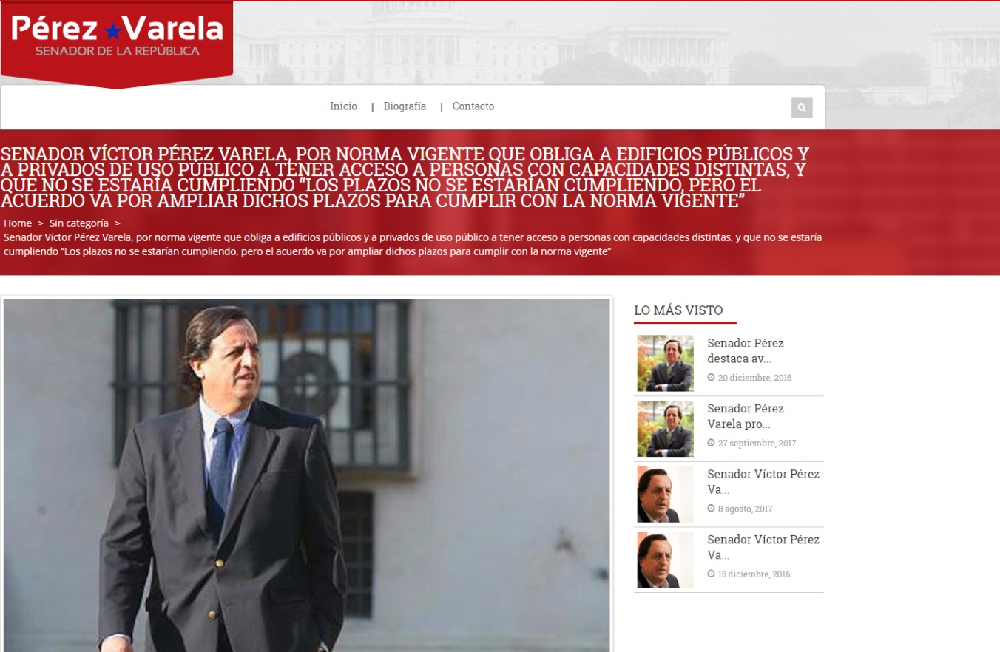 Pérez Varela
SENADOR DE LA REPÚBLICA
Inicio | Biografía | Contacto
SENADOR VÍCTOR PÉREZ VARELA, POR NORMA VIGENTE QUE OBLIGA A EDIFICIOS PÚBLICOS Y
A PRIVADOS DE USO PÚBLICO A TENER ACCESO A PERSONAS CON CAPACIDADES DISTINTAS, Y
QUE NO SE ESTARÍA CUMPLIENDO “LOS PLAZOS NO SE ESTARÍAN CUMPLIENDO, PERO EL
ACUERDO VA POR AMPLIAR DICHOS PLAZOS PARA CUMPLIR CON LA NORMA VIGENTE”
Home > Sin categoría >
Senador Víctor Pérez Varela, por norma vigente que obliga a edificios públicos y a privados de uso público a tener acceso a personas con capacidades distintas, y que no se estaría
cumpliendo “Los plazos no se estarían cumpliendo, pero el acuerdo va por ampliar dichos plazos para cumplir con la norma vigente”
LO MÁS VISTO
Senador Pérez
destaca av...
20 diciembre, 2016
Senador Pérez
Varela pro...
27 septiembre, 2016
Senador Víctor Pérez
Va...
8 agosto, 2017
Senador Víctor Pérez
Va...
15 diciembre, 2016